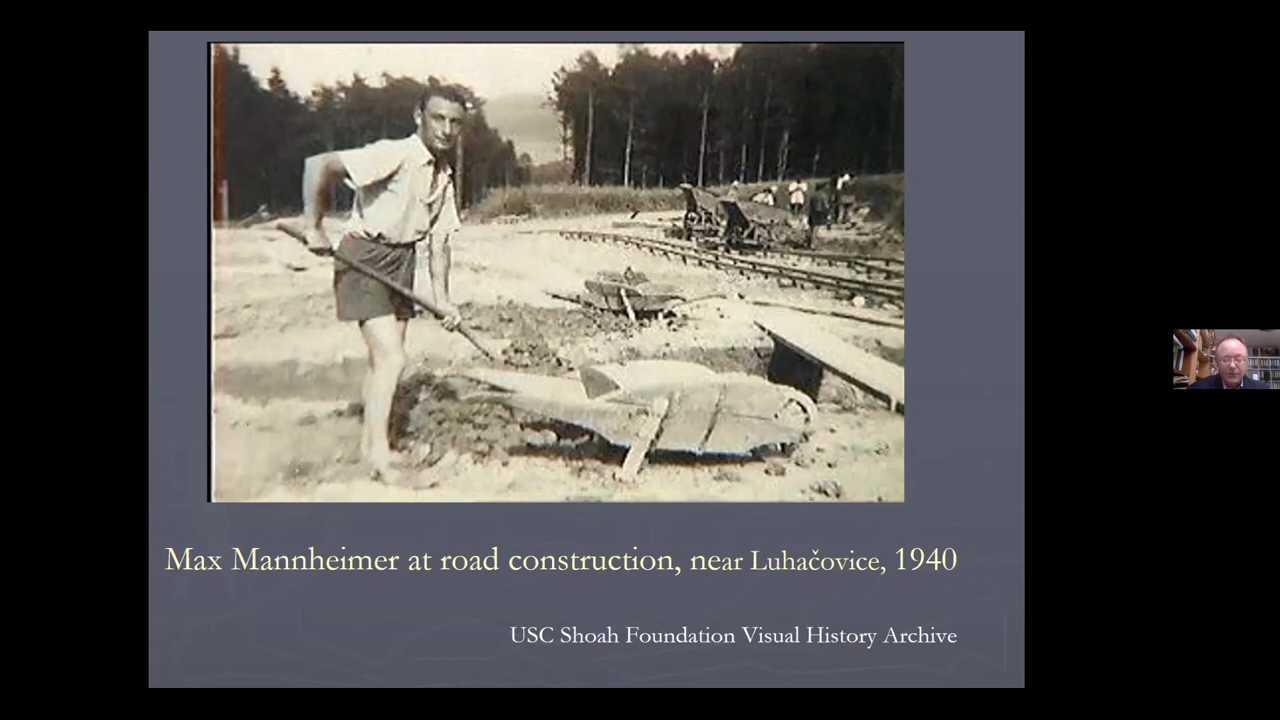 Max Mannheimer at road construction, near Luhačovice, 1940
USC Shoah Foundation Visual History Archive